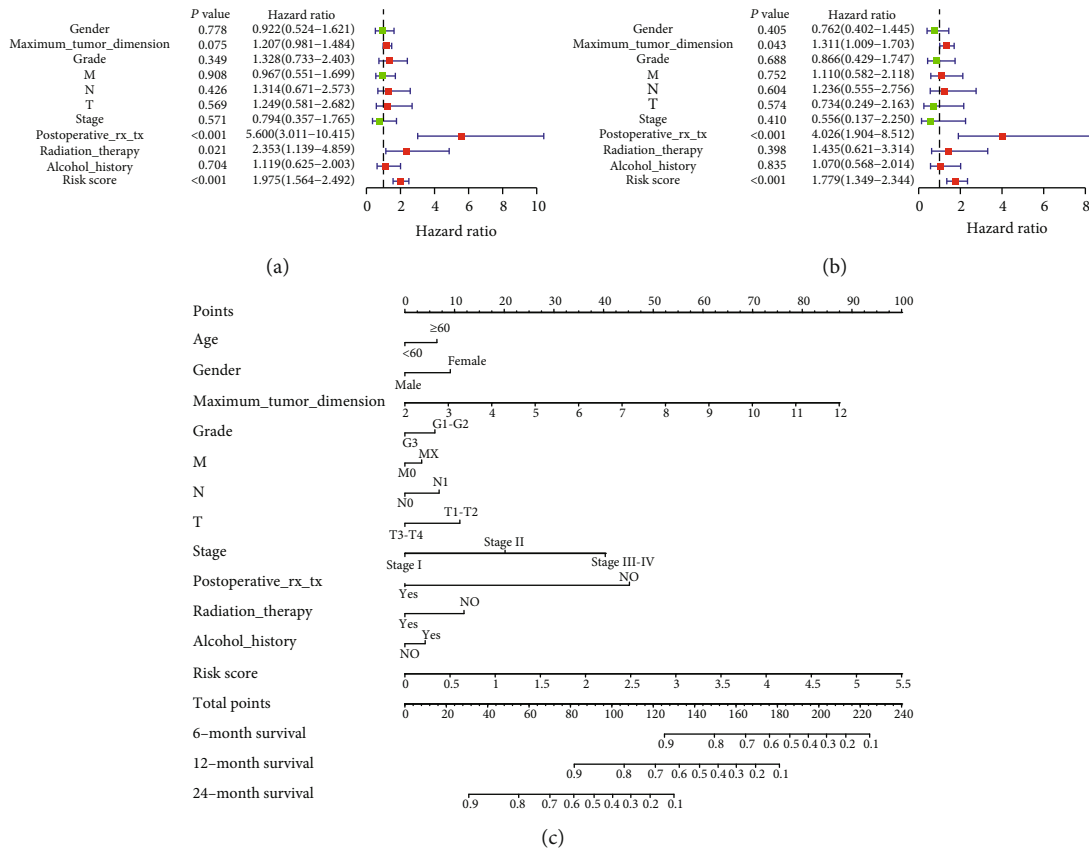 P value Hazard ratio
Gender 0.778 0.922(0.524−1.621)
Maximum_tumor_dimension 0.075 1.207(0.981−1.484)
Grade 0.349 1.328(0.733−2.403)
M 0.908 0.967(0.551−1.699)
N 0.426 1.314(0.671−2.573)
T 0.569 1.249(0.581−2.682)
Stage 0.571 0.794(0.357−1.765)
Postoperative_rx_tx <0.001 5.600(3.011−10.415)
Radiation_therapy 0.021 2.353(1.139−4.859)
Alcohol_history 0.704 1.119(0.625−2.003)
Risk score <0.001 1.975(1.564−2.492)
0 2 4 6 8 10
Hazard ratio
(a)
P value Hazard ratio
Gender 0.405 0.762(0.402−1.445)
Maximum_tumor_dimension 0.043 1.311(1.009−1.703)
Grade 0.688 0.866(0.429−1.747)
M 0.752 1.110(0.582−2.118)
N 0.604 1.236(0.555−2.756)
T 0.574 0.734(0.249−2.163)
Stage 0.410 0.556(0.137−2.250)
Postoperative_rx_tx <0.001 4.026(1.904−8.512)
Radiation_therapy 0.398 1.435(0.621−3.314)
Alcohol_history 0.835 1.070(0.568−2.014)
Risk score <0.001 1.779(1.349−2.344)
0 2 4 6 8
Hazard ratio
(b)
Points 0 10 20 30 40 50 60 70 80 90 100
≥60
Age
<60
Female
Gender
Male
Maximum_tumor_dimension
2 3 4 5 6 7 8 9 10 11 12
G1-G2
Grade
G3
MX
M
M0
N1
N
N0
T1-T2
T
T3-T4
Stage II
Stage
Stage I Stage III-IV
NO
Postoperative_rx_tx
Yes
NO
Radiation_therapy
Yes
Yes
Alcohol_history
NO
Risk score
0 0.5 1 1.5 2 2.5 3 3.5 4 4.5 5 5.5
Total points
0 20 40 60 80 100 120 140 160 180 200 220 240
6−month survival
0.9 0.8 0.7 0.6 0.5 0.4 0.3 0.2 0.1
12−month survival
0.9 0.8 0.7 0.6 0.5 0.4 0.3 0.2 0.1
24−month survival
0.9 0.8 0.7 0.6 0.5 0.4 0.3 0.2 0.1
(c)